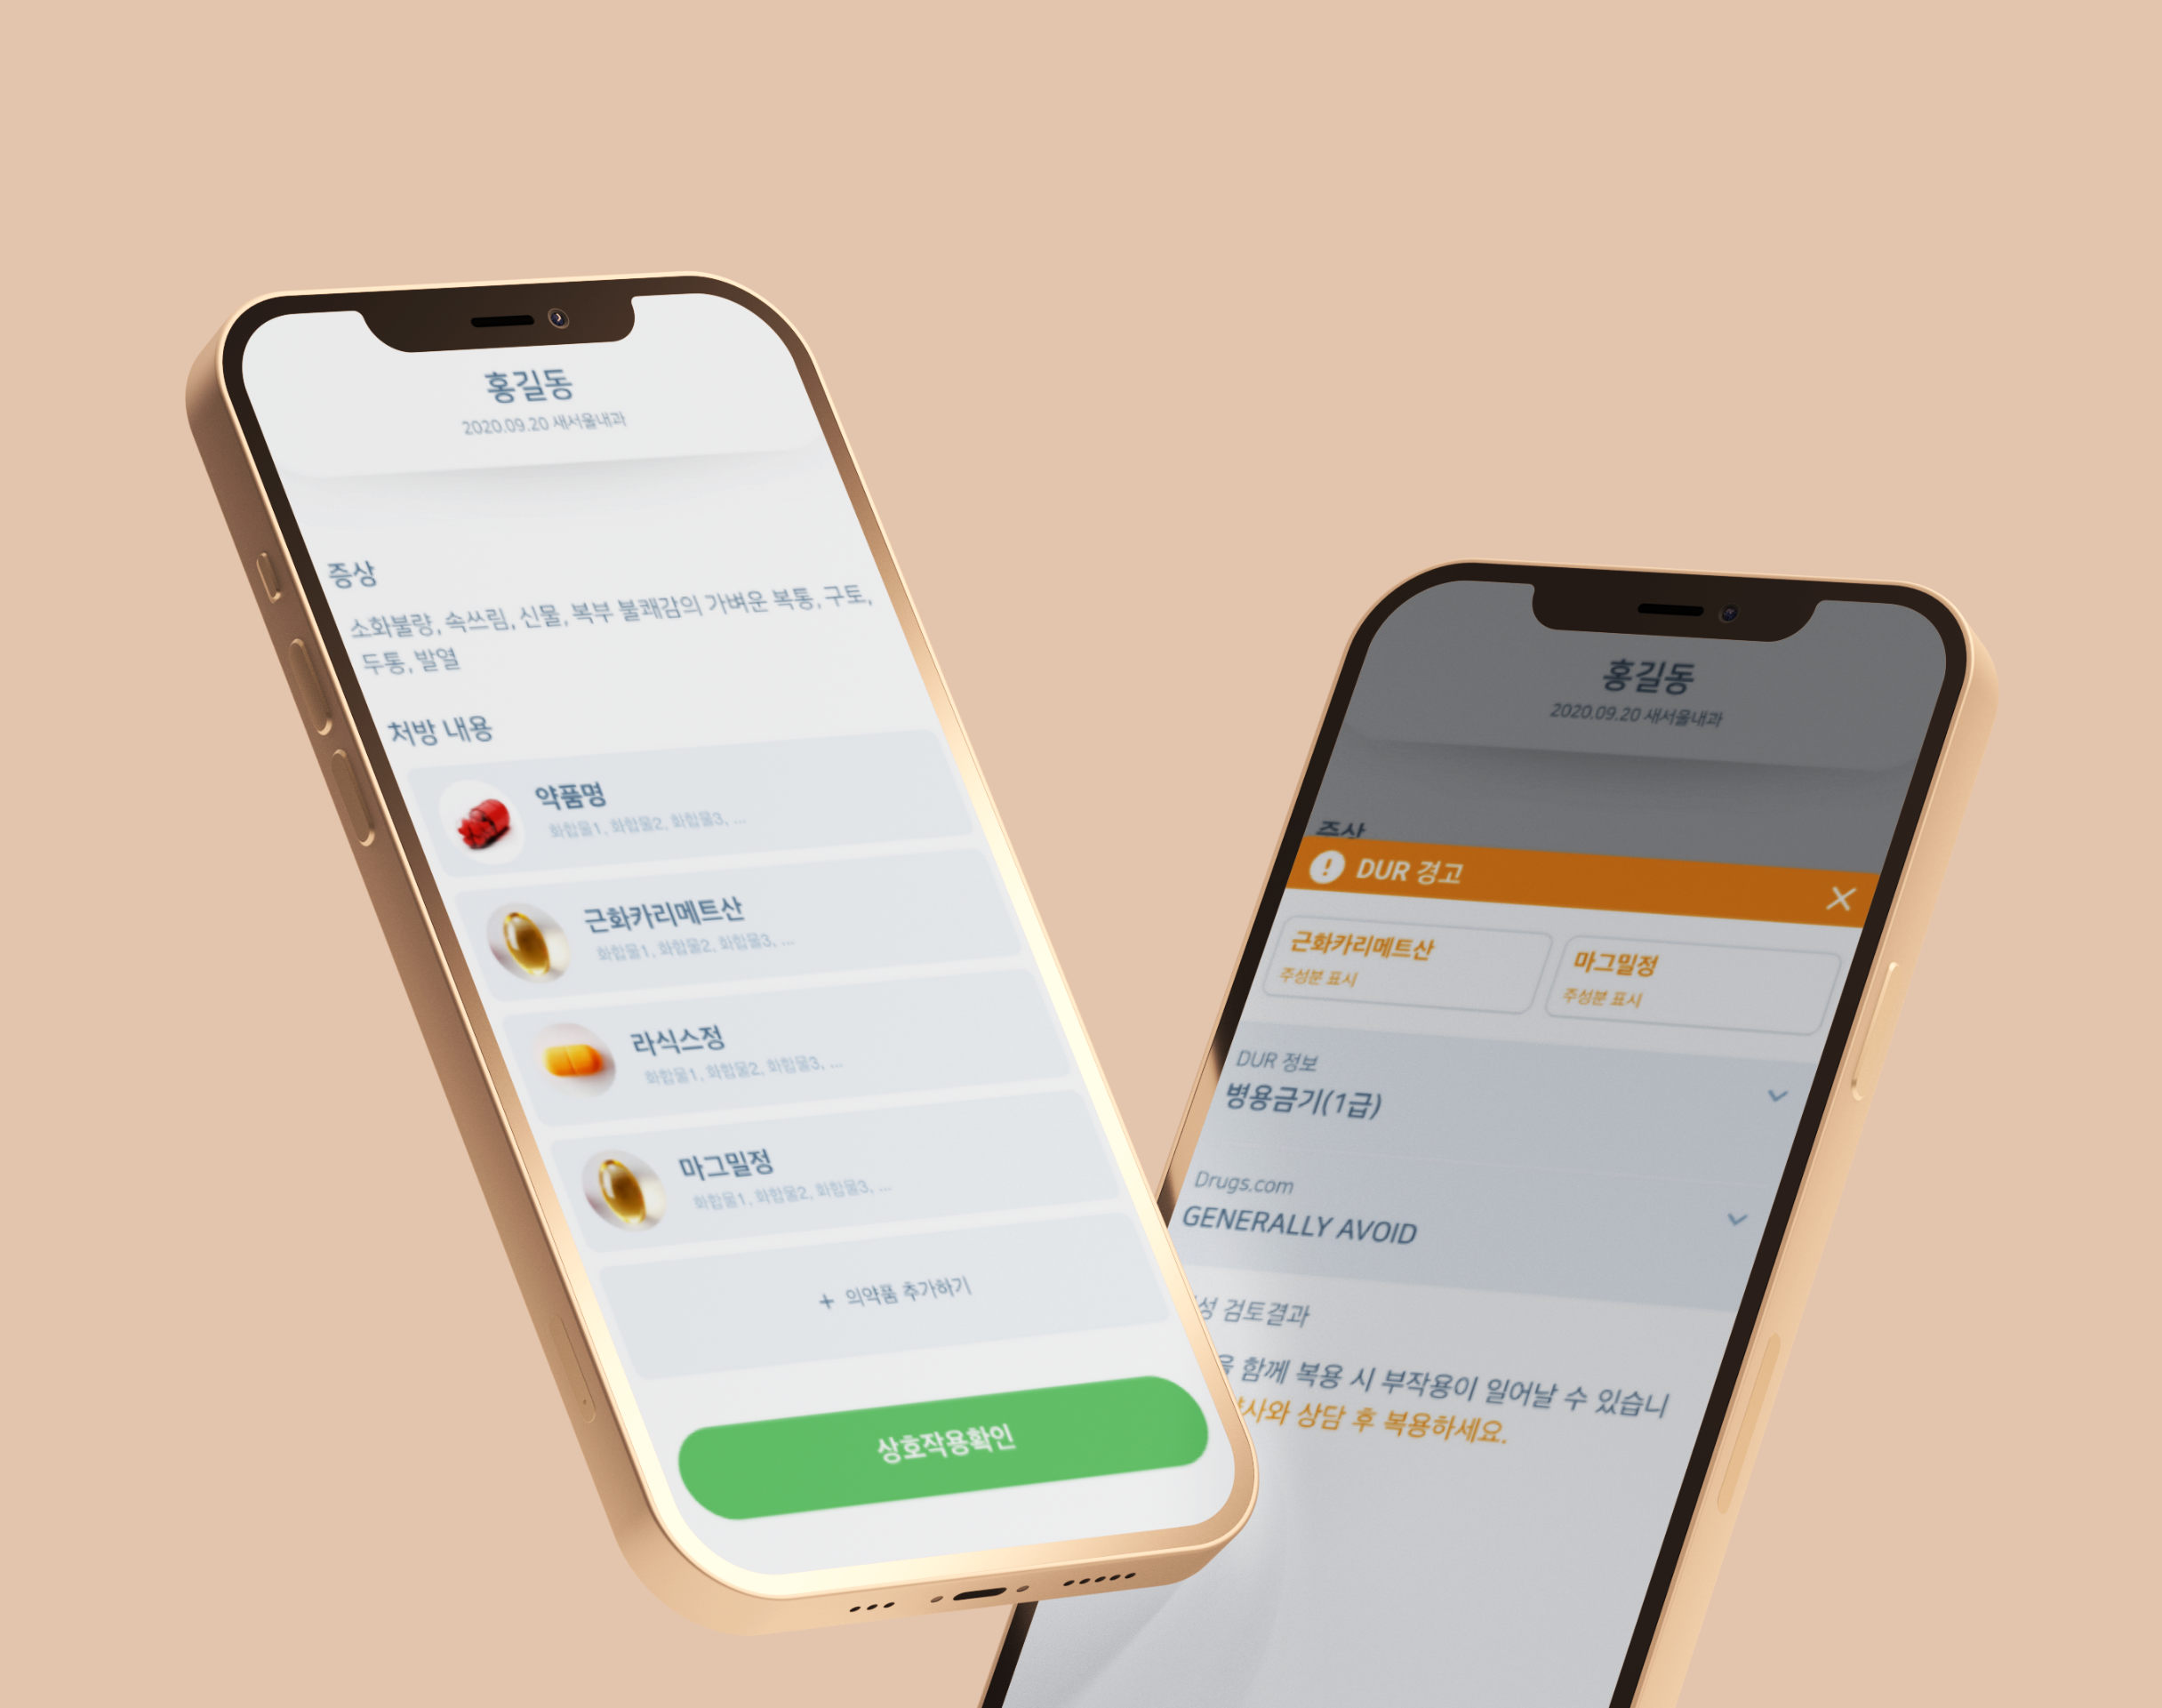 홍길동
2020.09.20 새서울내과
증상
소화불량, 속쓰림, 신물, 복부 불쾌감의 가벼운 복통, 구토,
두통, 발열
처방 내용
약품명
화합물1, 화합물2, 화합물3, ...
근화카리메트산
화합물1, 화합물2, 화합물3, ...
라식스정
화합물1, 화합물2, 화합물3, ...
마그밀정
화합물1, 화합물2, 화합물3, ...
+ 의약품 추가하기
상호작용확인
홍길동
2020.09.20 새서울내과
증상
DUR 경고
근화카리메트산
주성분 표시
마그밀정
주성분 표시
DUR 정보
병용금기(1급)
Drugs.com
GENERALLY AVOID
검토결과
함께 복용 시 부작용이 일어날 수 있습니
상담 후 복용하세요.